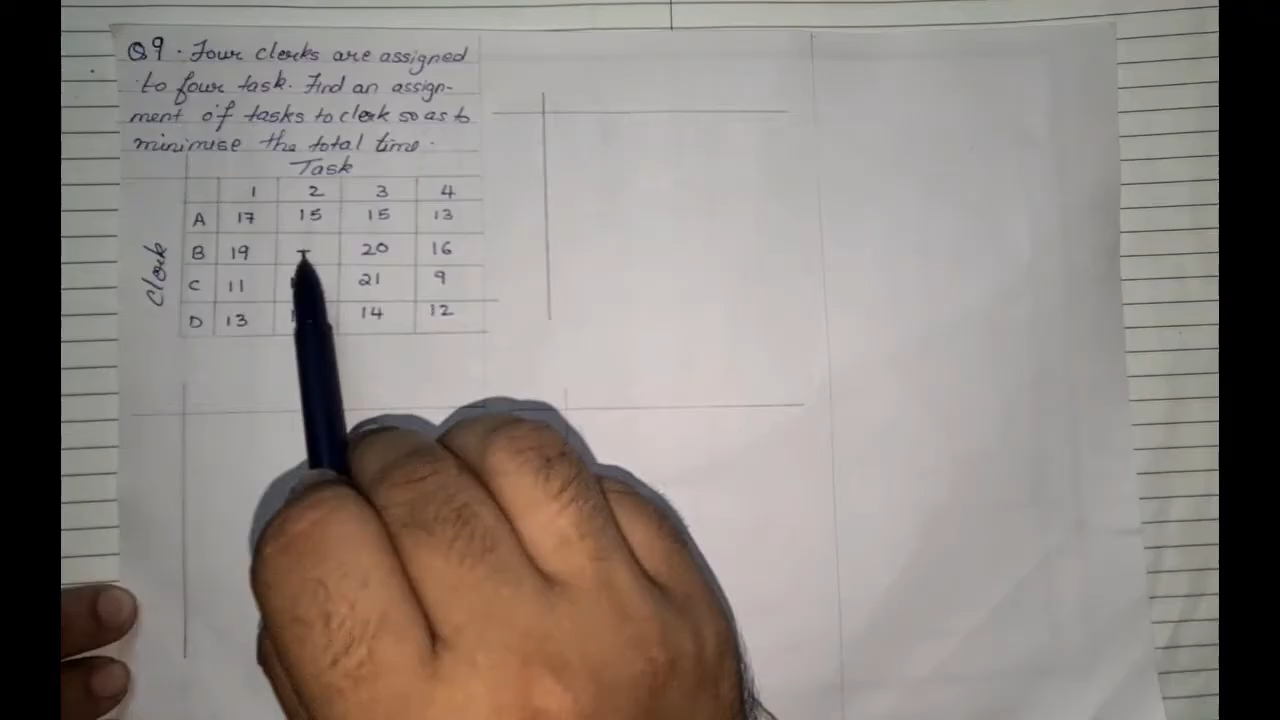 Q9. Four clerks are assigned
to four task. Find an assign-
ment of tasks to clerk so as to
minimise the total time.
Task
1 2 3 4
A 17 15 15 13
B 19 - 20 16
C 11 21 9
D 13 14 12
Clerk